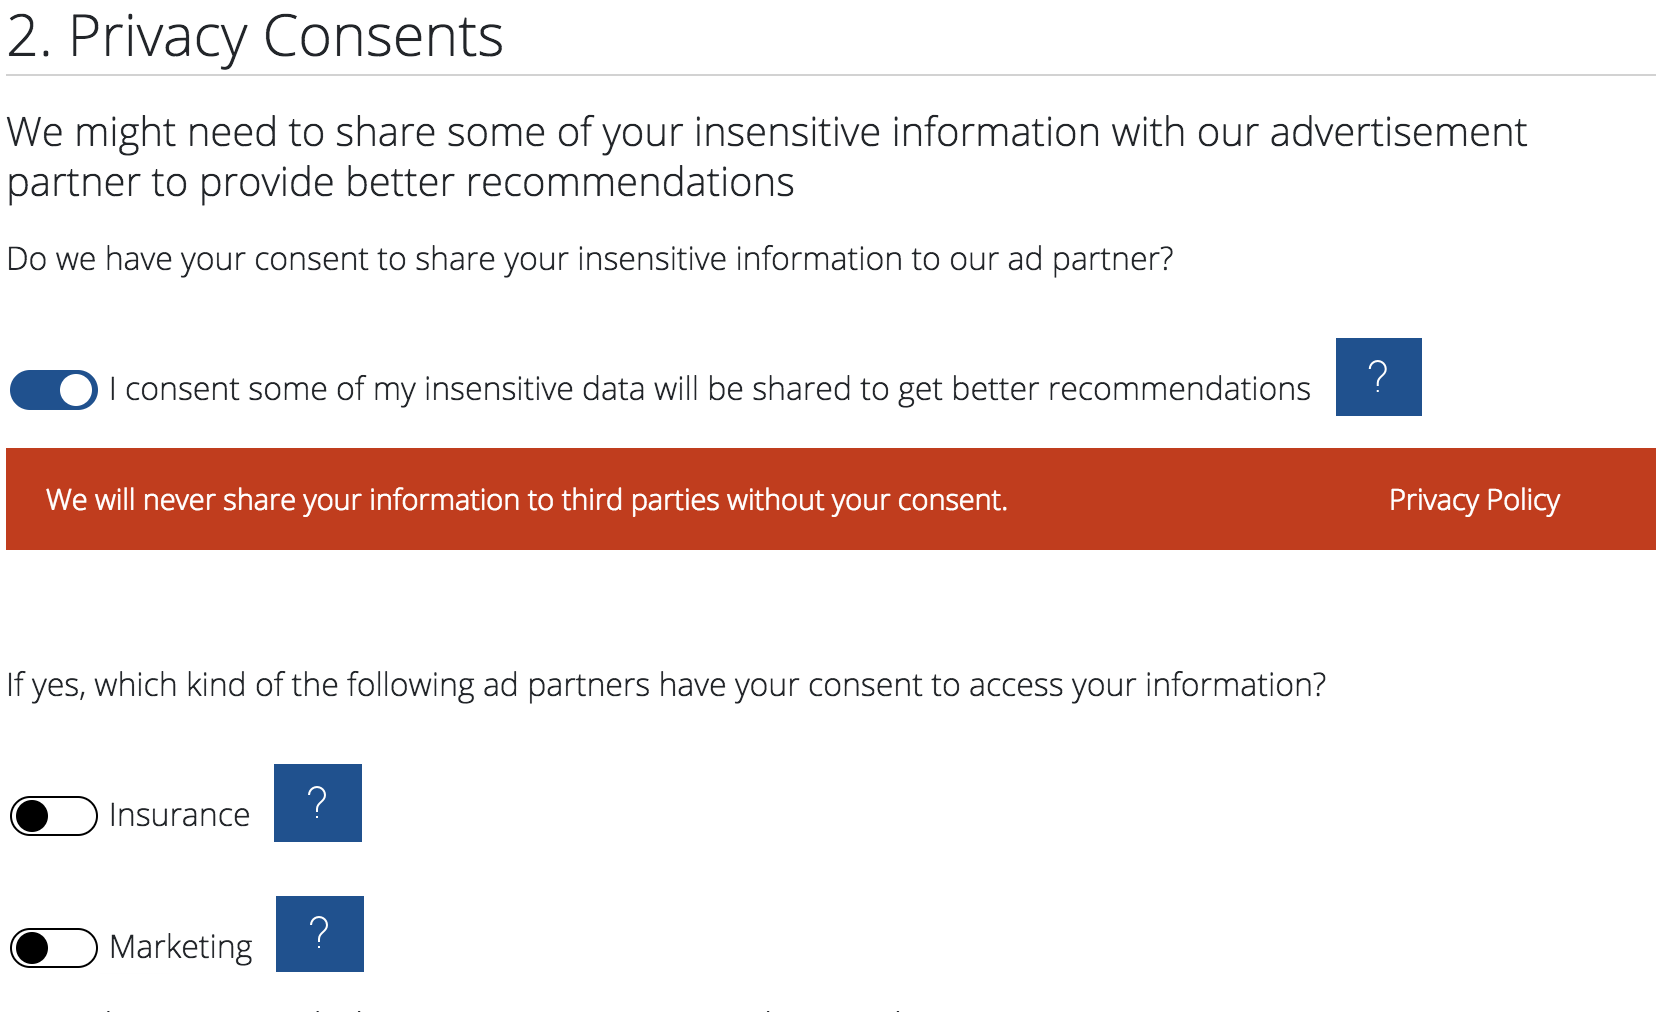 2. Privacy Consents
We might need to share some of your insensitive information with our advertisement
partner to provide better recommendations
Do we have your consent to share your insensitive information to our ad partner?
I consent some of my insensitive data will be shared to get better recommendations ?
We will never share your information to third parties without your consent. Privacy Policy
If yes, which kind of the following ad partners have your consent to access your information?
Insurance ?
Marketing ?